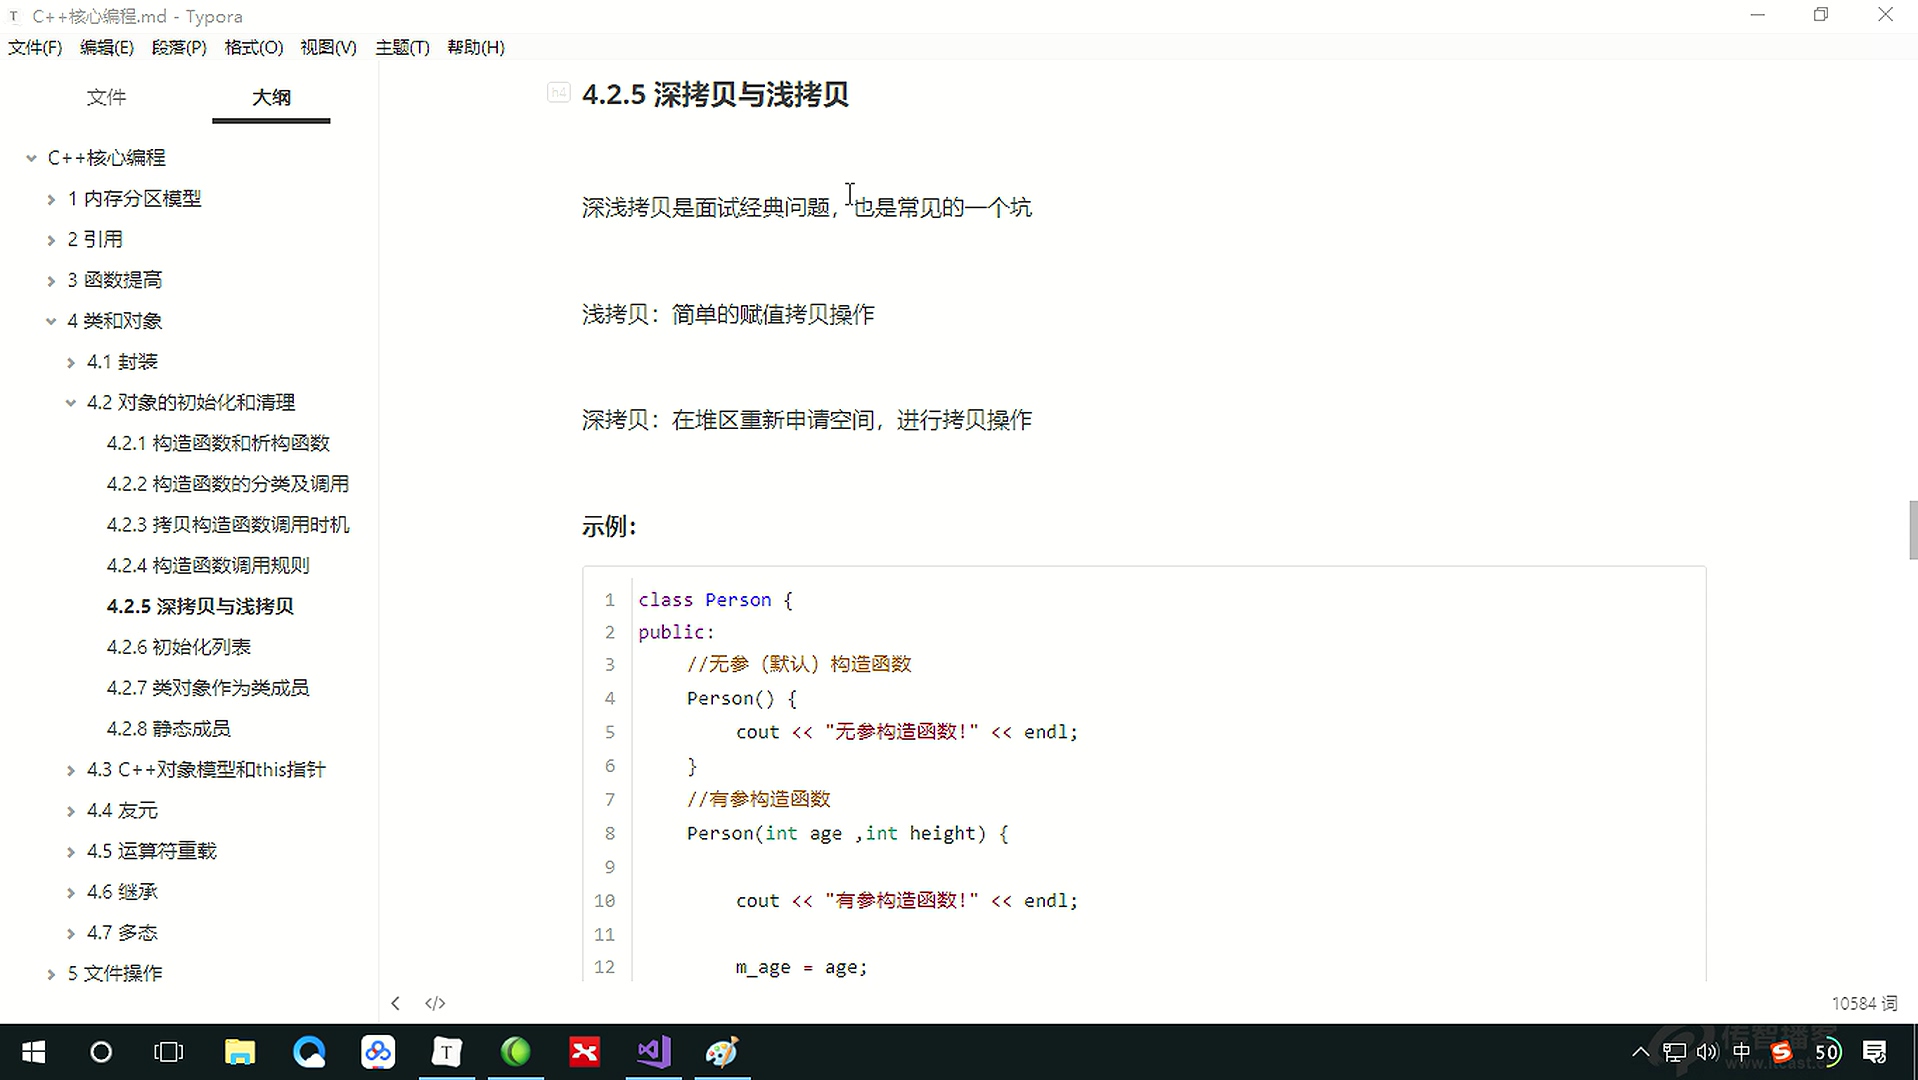 C++核心编程.md - Typora
文件(F) 编辑(E) 段落(P) 格式(O) 视图(V) 主题(T) 帮助(H)
文件 大纲
C++核心编程
1 内存分区模型
2 引用
3 函数提高
4 类和对象
4.1 封装
4.2 对象的初始化和清理
4.2.1 构造函数和析构函数
4.2.2 构造函数的分类及调用
4.2.3 拷贝构造函数调用时机
4.2.4 构造函数调用规则
4.2.5 深拷贝与浅拷贝
4.2.6 初始化列表
4.2.7 类对象作为类成员
4.2.8 静态成员
4.3 C++对象模型和this指针
4.4 友元
4.5 运算符重载
4.6 继承
4.7 多态
5 文件操作
h4 4.2.5 深拷贝与浅拷贝
深浅拷贝是面试经典问题，也是常见的一个坑
浅拷贝：简单的赋值拷贝操作
深拷贝：在堆区重新申请空间，进行拷贝操作
示例：
1 class Person {
2 public:
3 //无参（默认）构造函数
4 Person() {
5 cout << "无参构造函数!" << endl;
6 }
7 //有参构造函数
8 Person(int age ,int height) {
9
10 cout << "有参构造函数!" << endl;
11
12 m_age = age;
</> 10584 词
T 中 S 50
传智播客